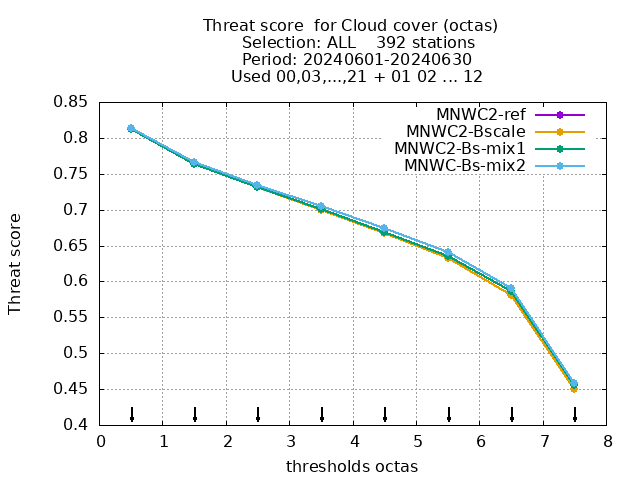 Threat score  for Cloud cover (octas)
Selection: ALL    392 stations
Period: 20240601-20240630
Used 00,03,...,21 + 01 02 ... 12
MNWC2-ref
MNWC2-Bscale
MNWC2-Bs-mix1
MNWC-Bs-mix2
Threat score
0.85
0.8
0.75
0.7
0.65
0.6
0.55
0.5
0.45
0.4
0 1 2 3 4 5 6 7 8
thresholds octas